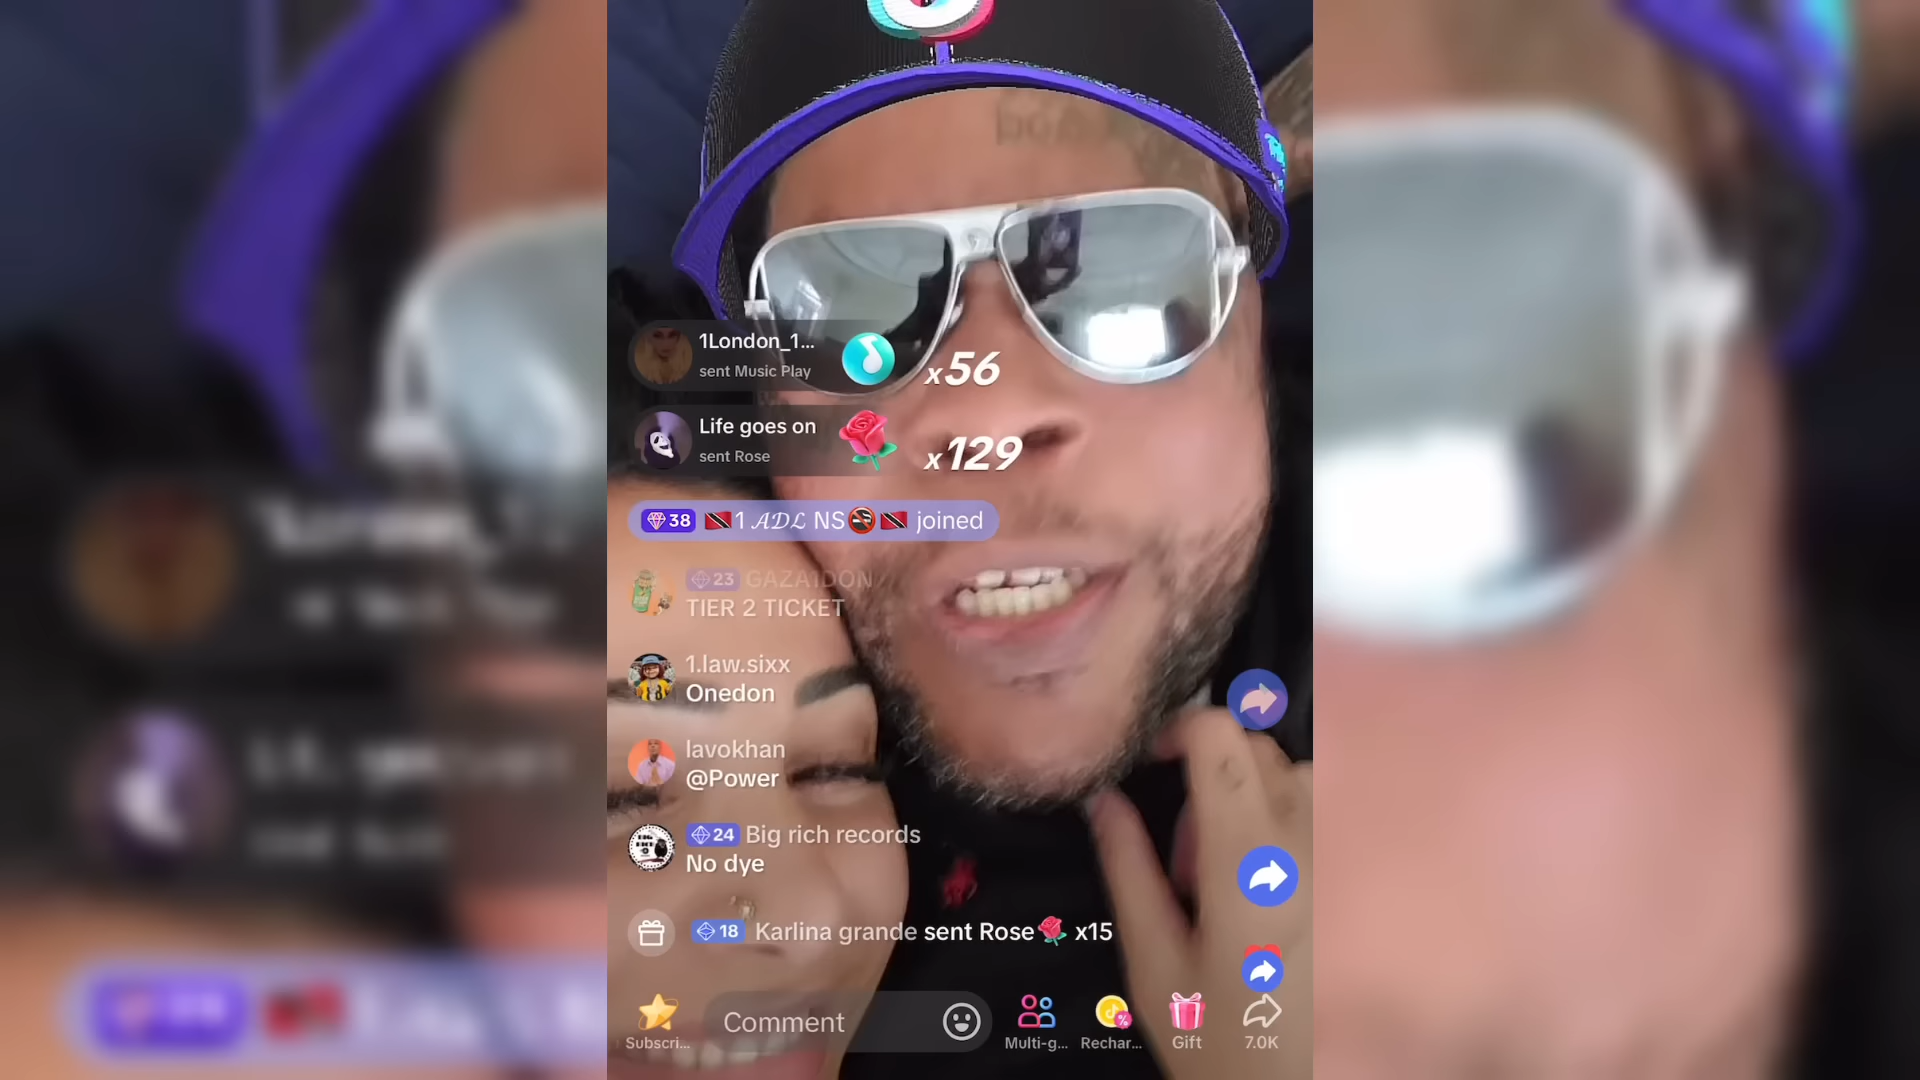 1London_1...
sent Music Play
x56
Life goes on
sent Rose
x129
38 🇹🇹1 𝓐𝓓𝓛 NS🚭🇹🇹 joined
23 GAZA1DON
TIER 2 TICKET
1.law.sixx
Onedon
lavokhan
@Power
24 Big rich records
No dye
18 Karlina grande sent Rose🌹 x15
Subscri...
Comment
Multi-g...
Rechar...
Gift
7.0K